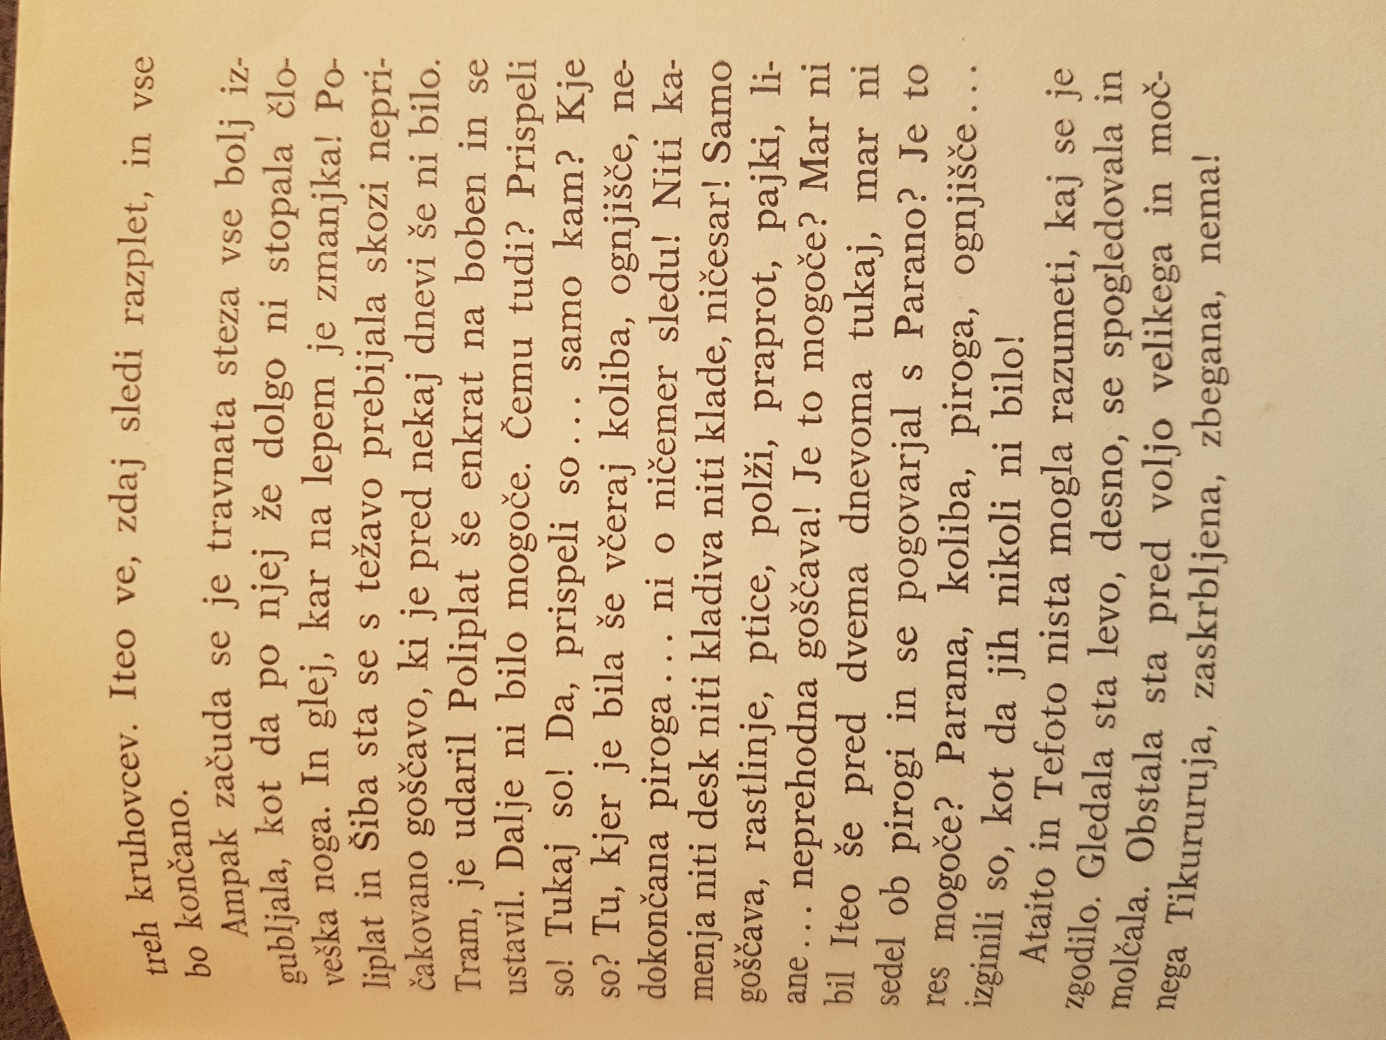 treh kruhovcev. Iteo ve, zdaj sledi razplet, in vse
bo končano.
Ampak začuda se je travnata steza vse bolj iz-
gubljala, kot da po njej že dolgo ni stopala člo-
veška noga. In glej, kar na lepem je zmanjka! Po-
liplat in Šiba sta se s težavo prebijala skozi nepri-
čakovano goščavo, ki je pred nekaj dnevi še ni bilo.
Tram, je udaril Poliplat še enkrat na boben in se
ustavil. Dalje ni bilo mogoče. Čemu tudi? Prispeli
so! Tukaj so! Da, prispeli so... samo kam? Kje
so? Tu, kjer je bila še včeraj koliba, ognjišče, ne-
dokončana piroga... ni o ničemer sledu! Niti ka-
menja niti desk niti kladiva niti klade, ničesar! Samo
goščava, rastlinje, ptice, polži, praprot, pajki, li-
ane... neprehodna goščava! Je to mogoče? Mar ni
bil Iteo še pred dvema dnevoma tukaj, mar ni
sedel ob pirogi in se pogovarjal s Parano? Je to
res mogoče? Parana, koliba, piroga, ognjišče...
izginili so, kot da jih nikoli ni bilo!
Ataito in Tefoto nista mogla razumeti, kaj se je
zgodilo. Gledala sta levo, desno, se spogledovala in
molčala. Obstala sta pred voljo velikega in moč-
nega Tikururuja, zaskrbljena, zbegana, nema!